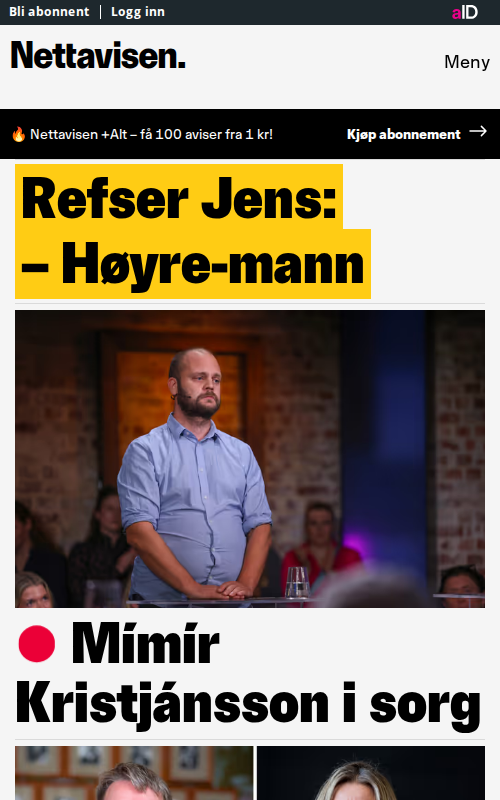 Bli abonnent | Logg inn
aID
Nettavisen.
Meny
🔥 Nettavisen +Alt – få 100 aviser fra 1 kr!
Kjøp abonnement →
Refser Jens:
– Høyre-mann
🔴 Mímír
Kristjánsson i sorg